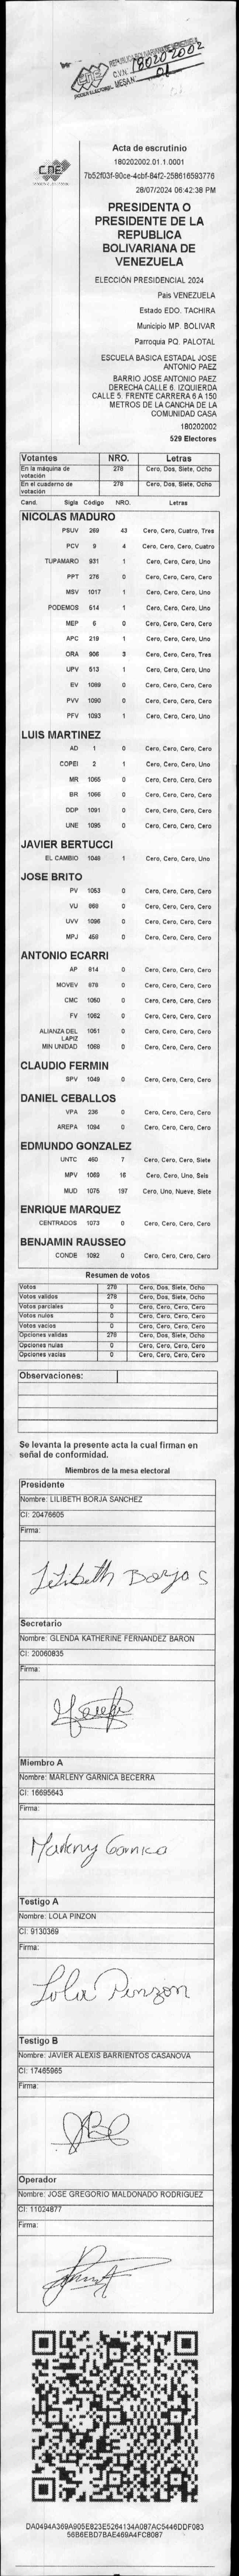 REPUBLICA BOLIVARIANA DE VENEZUELA
CNE
C.V.N. 180202002
PODER ELECTORAL MESA N. 01
CNE
Acta de escrutinio
180202002.01.1.0001
7b52f03f-90ce-4cbf-84f2-258616593776
28/07/2024 06:42:38 PM
PRESIDENTA O
PRESIDENTE DE LA
REPUBLICA
BOLIVARIANA DE
VENEZUELA
ELECCIÓN PRESIDENCIAL 2024
Pais VENEZUELA
Estado EDO. TACHIRA
Municipio MP. BOLIVAR
Parroquia PQ. PALOTAL
ESCUELA BASICA ESTADAL JOSE
ANTONIO PAEZ
BARRIO JOSE ANTONIO PAEZ
DERECHA CALLE 6. IZQUIERDA
CALLE 5. FRENTE CARRERA 6 A 150
METROS DE LA CANCHA DE LA
COMUNIDAD CASA
180202002
529 Electores
Votantes NRO. Letras
En la máquina de votación 278 Cero, Dos, Siete, Ocho
En el cuaderno de votación 278 Cero, Dos, Siete, Ocho
Cand. Sigla Código NRO. Letras
NICOLAS MADURO
PSUV 269 43 Cero, Cero, Cuatro, Tres
PCV 9 4 Cero, Cero, Cero, Cuatro
TUPAMARO 931 1 Cero, Cero, Cero, Uno
PPT 276 0 Cero, Cero, Cero, Cero
MSV 1017 1 Cero, Cero, Cero, Uno
PODEMOS 514 1 Cero, Cero, Cero, Uno
MEP 6 0 Cero, Cero, Cero, Cero
APC 219 1 Cero, Cero, Cero, Uno
ORA 906 3 Cero, Cero, Cero, Tres
UPV 513 1 Cero, Cero, Cero, Uno
EV 1089 0 Cero, Cero, Cero, Cero
PVV 1090 0 Cero, Cero, Cero, Cero
PFV 1093 1 Cero, Cero, Cero, Uno
LUIS MARTINEZ
AD 1 0 Cero, Cero, Cero, Cero
COPEI 2 1 Cero, Cero, Cero, Uno
MR 1065 0 Cero, Cero, Cero, Cero
BR 1066 0 Cero, Cero, Cero, Cero
DDP 1091 0 Cero, Cero, Cero, Cero
UNE 1095 0 Cero, Cero, Cero, Cero
JAVIER BERTUCCI
EL CAMBIO 1048 1 Cero, Cero, Cero, Uno
JOSE BRITO
PV 1053 0 Cero, Cero, Cero, Cero
VU 868 0 Cero, Cero, Cero, Cero
UVV 1096 0 Cero, Cero, Cero, Cero
MPJ 458 0 Cero, Cero, Cero, Cero
ANTONIO ECARRI
AP 814 0 Cero, Cero, Cero, Cero
MOVEV 878 0 Cero, Cero, Cero, Cero
CMC 1050 0 Cero, Cero, Cero, Cero
FV 1062 0 Cero, Cero, Cero, Cero
ALIANZA DEL LAPIZ 1051 0 Cero, Cero, Cero, Cero
MIN UNIDAD 1088 0 Cero, Cero, Cero, Cero
CLAUDIO FERMIN
SPV 1049 0 Cero, Cero, Cero, Cero
DANIEL CEBALLOS
VPA 236 0 Cero, Cero, Cero, Cero
AREPA 1094 0 Cero, Cero, Cero, Cero
EDMUNDO GONZALEZ
UNTC 460 7 Cero, Cero, Cero, Siete
MPV 1069 16 Cero, Cero, Uno, Seis
MUD 1075 197 Cero, Uno, Nueve, Siete
ENRIQUE MARQUEZ
CENTRADOS 1073 0 Cero, Cero, Cero, Cero
BENJAMIN RAUSSEO
CONDE 1092 0 Cero, Cero, Cero, Cero
Resumen de votos
Votos 278 Cero, Dos, Siete, Ocho
Votos validos 278 Cero, Dos, Siete, Ocho
Votos parciales 0 Cero, Cero, Cero, Cero
Votos nulos 0 Cero, Cero, Cero, Cero
Votos vacios 0 Cero, Cero, Cero, Cero
Opciones validas 278 Cero, Dos, Siete, Ocho
Opciones nulas 0 Cero, Cero, Cero, Cero
Opciones vacias 0 Cero, Cero, Cero, Cero
Observaciones:
Se levanta la presente acta la cual firman en
señal de conformidad.
Miembros de la mesa electoral
Presidente
Nombre: LILIBETH BORJA SANCHEZ
CI: 20476605
Firma:
Lilibeth Borjas
Secretario
Nombre: GLENDA KATHERINE FERNANDEZ BARON
CI: 20060835
Firma:
Miembro A
Nombre: MARLENY GARNICA BECERRA
CI: 16695643
Firma:
Marleny Garnica
Testigo A
Nombre: LOLA PINZON
CI: 9130369
Firma:
Lola Pinzon
Testigo B
Nombre: JAVIER ALEXIS BARRIENTOS CASANOVA
CI: 17465965
Firma:
Operador
Nombre: JOSE GREGORIO MALDONADO RODRIGUEZ
CI: 11024877
Firma:
DA0494A369A905E823E5264134A087AC5446DDF083
56B6EBD7BAE469A4FC8087